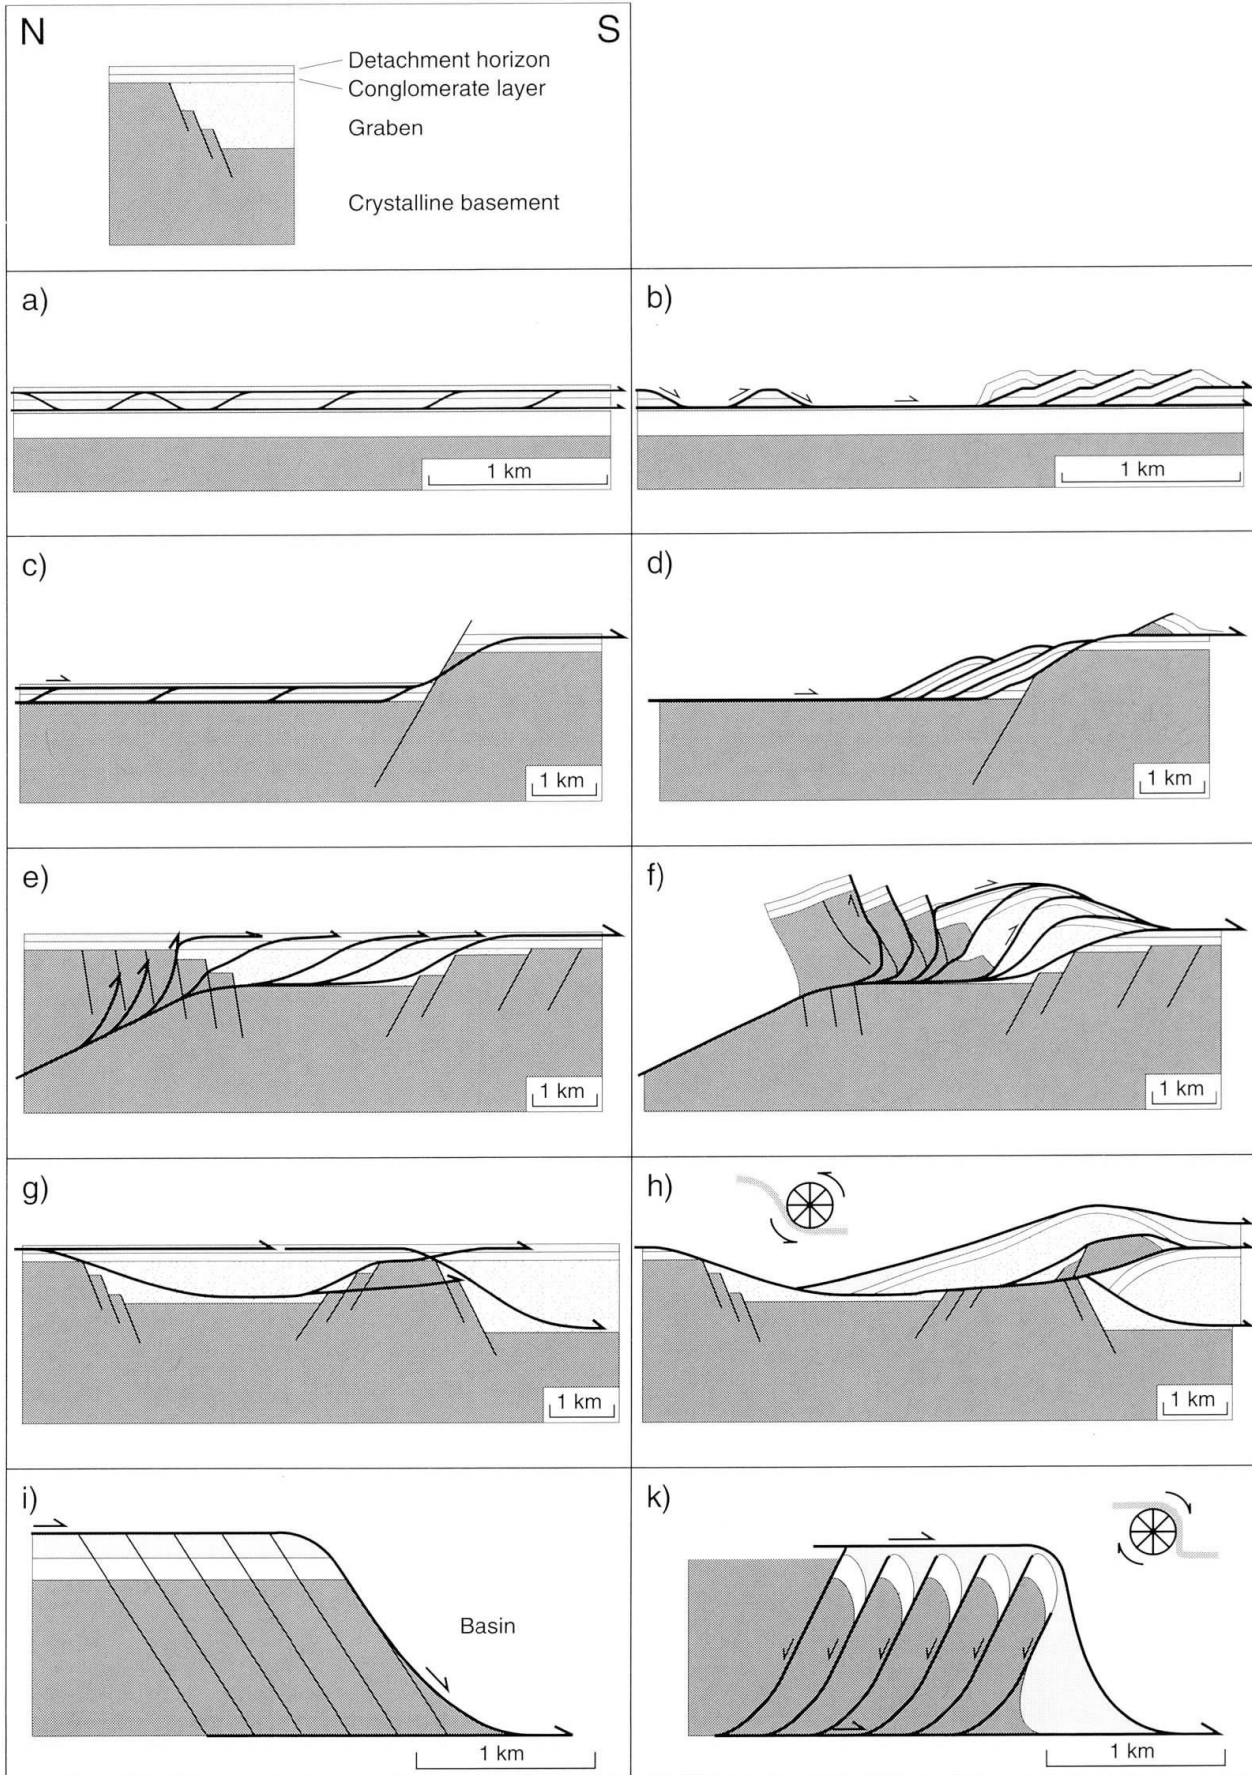 N
S
Detachment horizon
Conglomerate layer
Graben
Crystalline basement
a)
1 km
b)
1 km
c)
1 km
d)
1 km
e)
1 km
f)
1 km
g)
1 km
h)
1 km
i)
Basin
1 km
k)
1 km